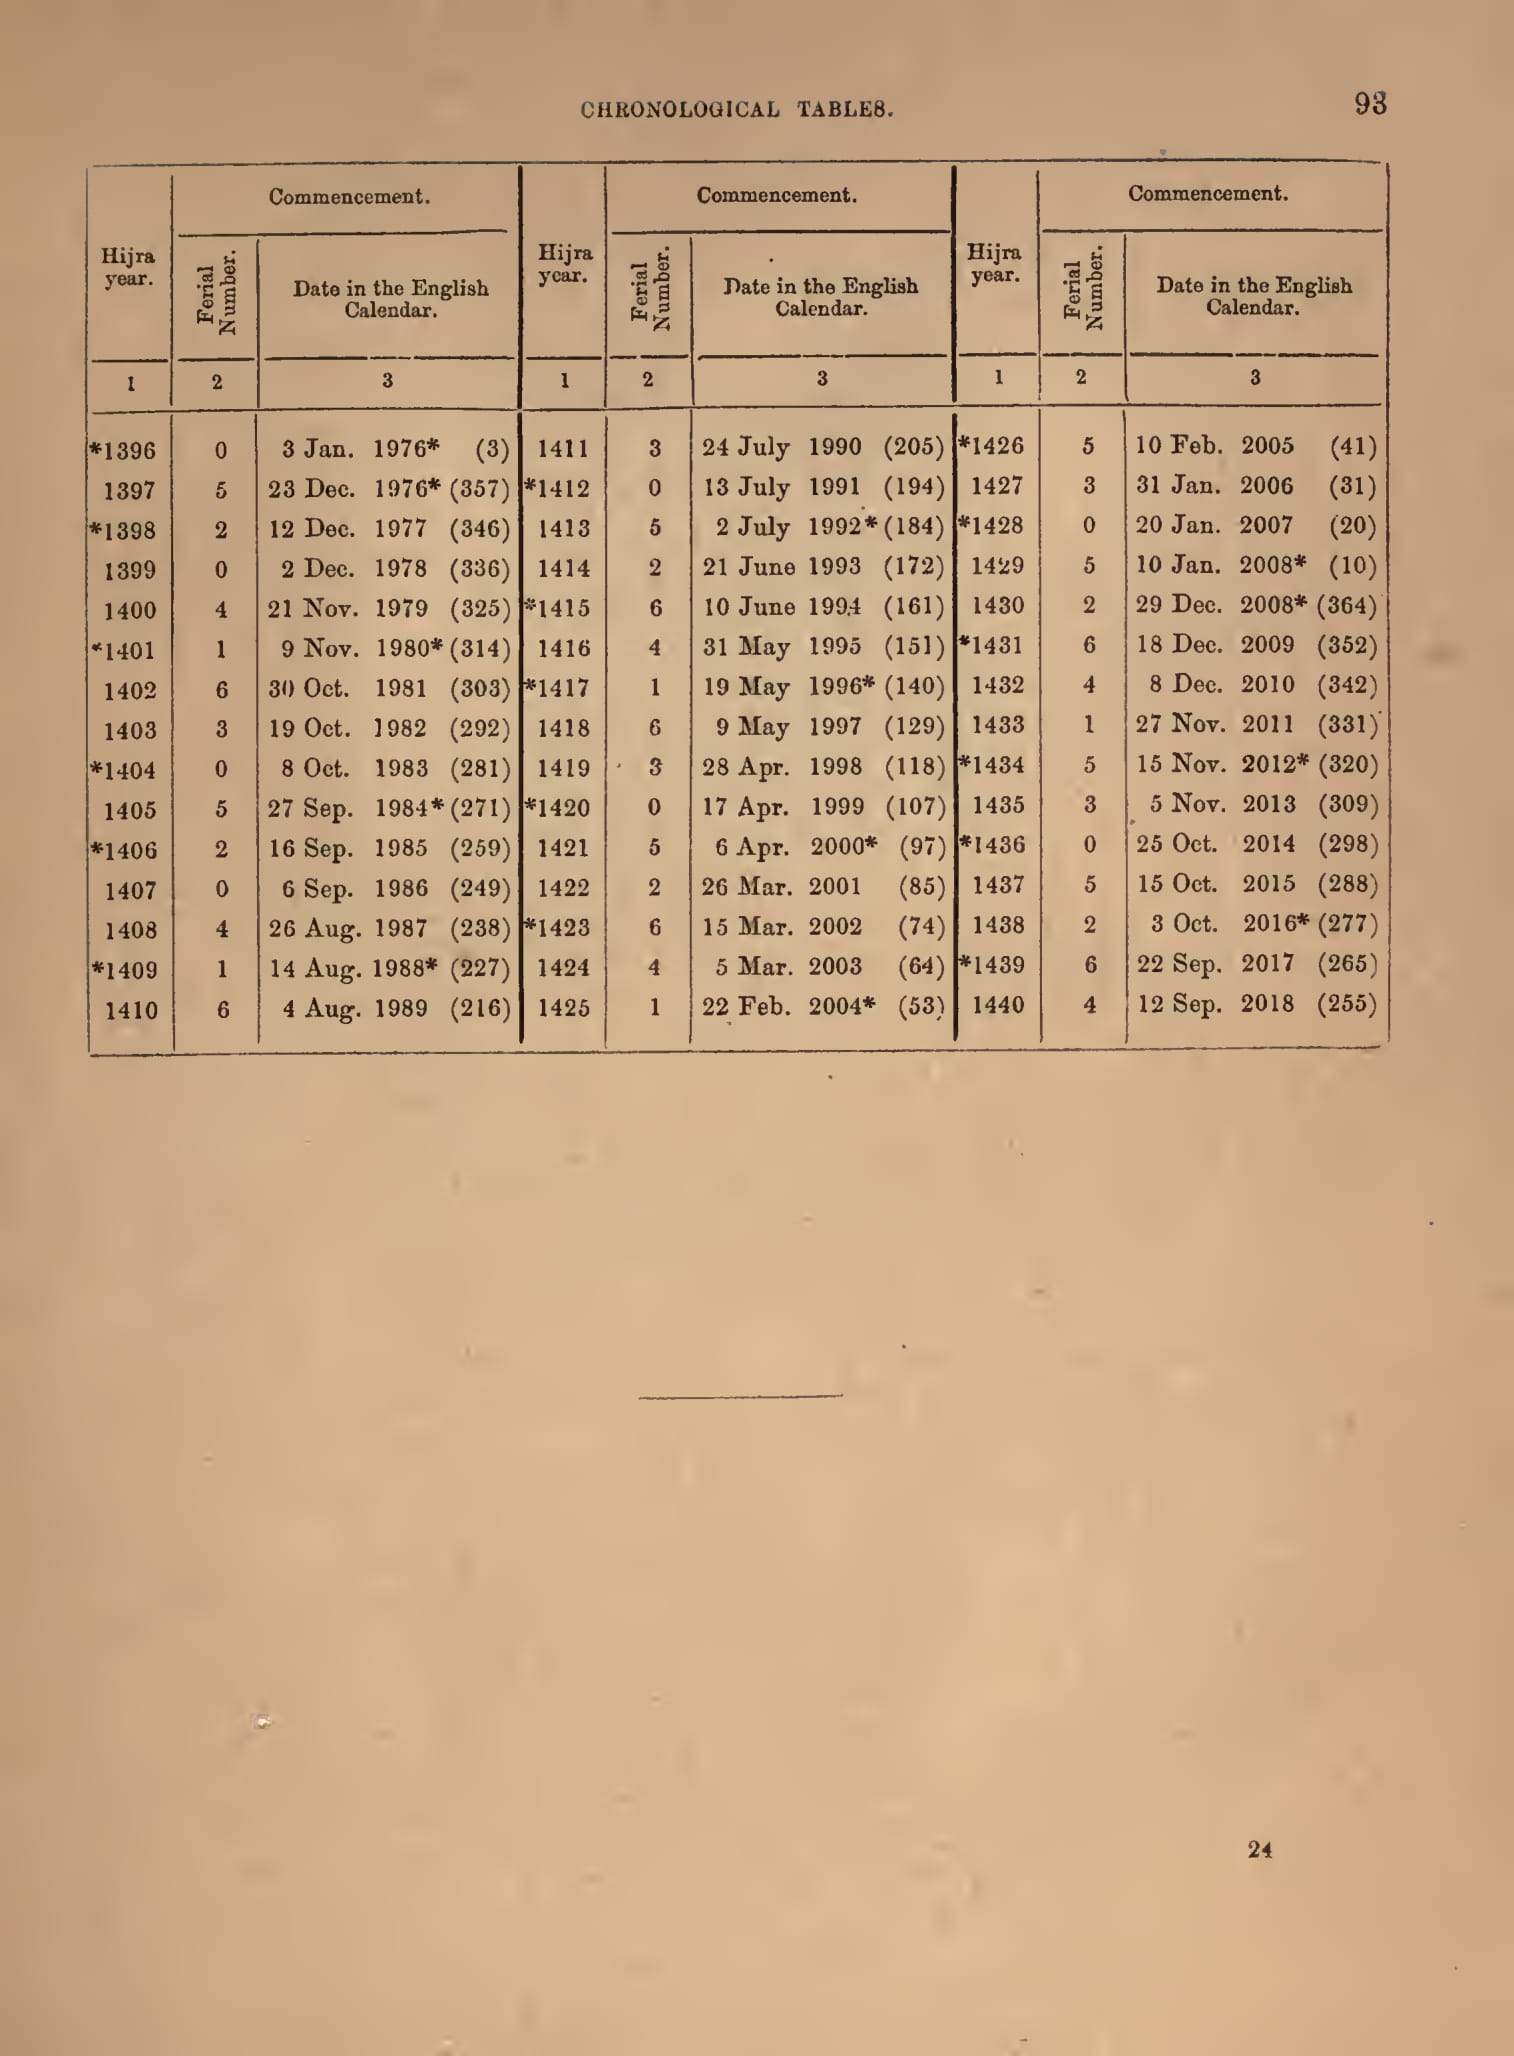 CHRONOLOGICAL TABLES.
93
Hijra year.
Commencement.
Ferial Number.
Date in the English Calendar.
Hijra year.
Commencement.
Ferial Number.
Date in the English Calendar.
Hijra year.
Commencement.
Ferial Number.
Date in the English Calendar.
1 2 3 1 2 3 1 2 3
*1396 0 3 Jan. 1976* (3) 1411 3 24 July 1990 (205) *1426 5 10 Feb. 2005 (41)
1397 5 23 Dec. 1976* (357) *1412 0 13 July 1991 (194) 1427 3 31 Jan. 2006 (31)
*1398 2 12 Dec. 1977 (346) 1413 5 2 July 1992* (184) *1428 0 20 Jan. 2007 (20)
1399 0 2 Dec. 1978 (336) 1414 2 21 June 1993 (172) 1429 5 10 Jan. 2008* (10)
1400 4 21 Nov. 1979 (325) *1415 6 10 June 1994 (161) 1430 2 29 Dec. 2008* (364)
*1401 1 9 Nov. 1980* (314) 1416 4 31 May 1995 (151) *1431 6 18 Dec. 2009 (352)
1402 6 30 Oct. 1981 (303) *1417 1 19 May 1996* (140) 1432 4 8 Dec. 2010 (342)
1403 3 19 Oct. 1982 (292) 1418 6 9 May 1997 (129) 1433 1 27 Nov. 2011 (331)
*1404 0 8 Oct. 1983 (281) 1419 3 28 Apr. 1998 (118) *1434 5 15 Nov. 2012* (320)
1405 5 27 Sep. 1984* (271) *1420 0 17 Apr. 1999 (107) 1435 3 5 Nov. 2013 (309)
*1406 2 16 Sep. 1985 (259) 1421 5 6 Apr. 2000* (97) *1436 0 25 Oct. 2014 (298)
1407 0 6 Sep. 1986 (249) 1422 2 26 Mar. 2001 (85) 1437 5 15 Oct. 2015 (288)
1408 4 26 Aug. 1987 (238) *1423 6 15 Mar. 2002 (74) 1438 2 3 Oct. 2016* (277)
*1409 1 14 Aug. 1988* (227) 1424 4 5 Mar. 2003 (64) *1439 6 22 Sep. 2017 (265)
1410 6 4 Aug. 1989 (216) 1425 1 22 Feb. 2004* (53) 1440 4 12 Sep. 2018 (255)
24